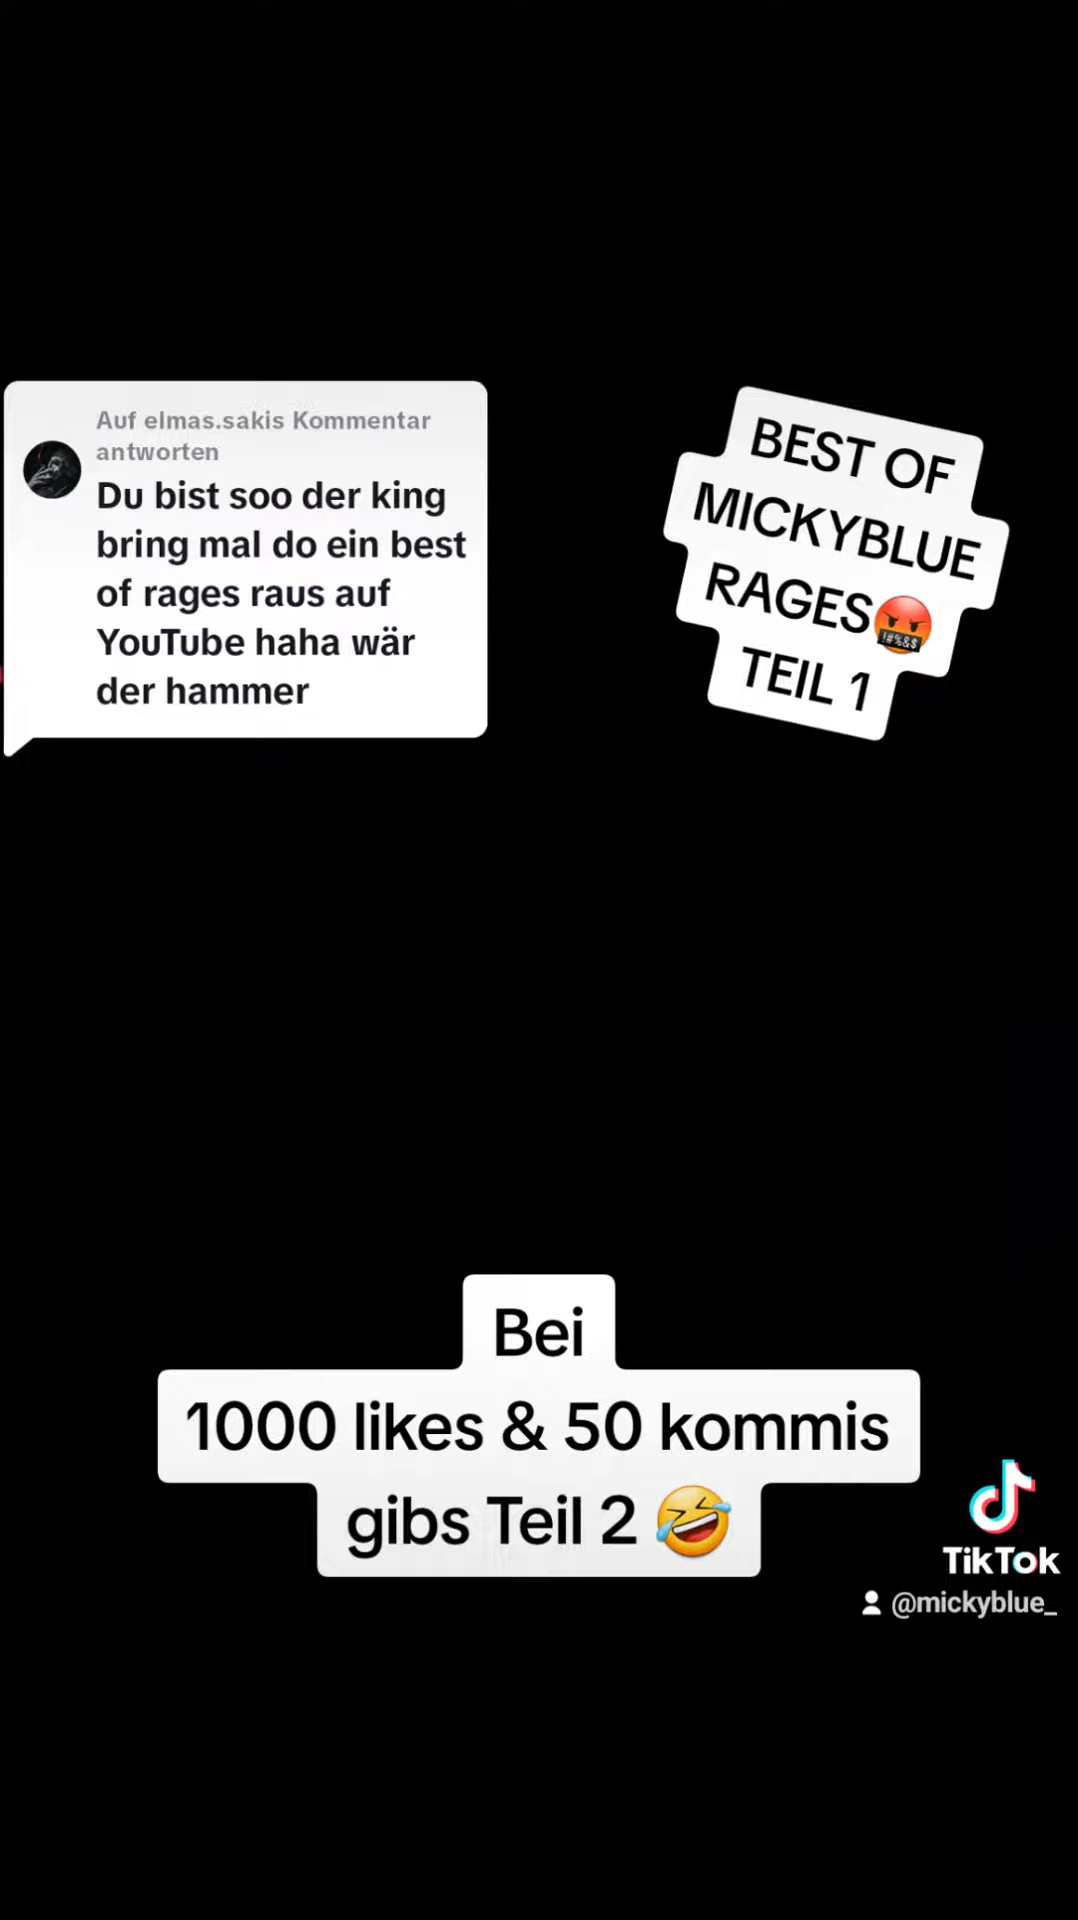 Auf elmas.sakis Kommentar
antworten
Du bist soo der king
bring mal do ein best
of rages raus auf
YouTube haha wär
der hammer
BEST OF
MICKYBLUE
RAGES🤬
TEIL 1
Bei
1000 likes & 50 kommis
gibs Teil 2 🤣
TikTok
@mickyblue_